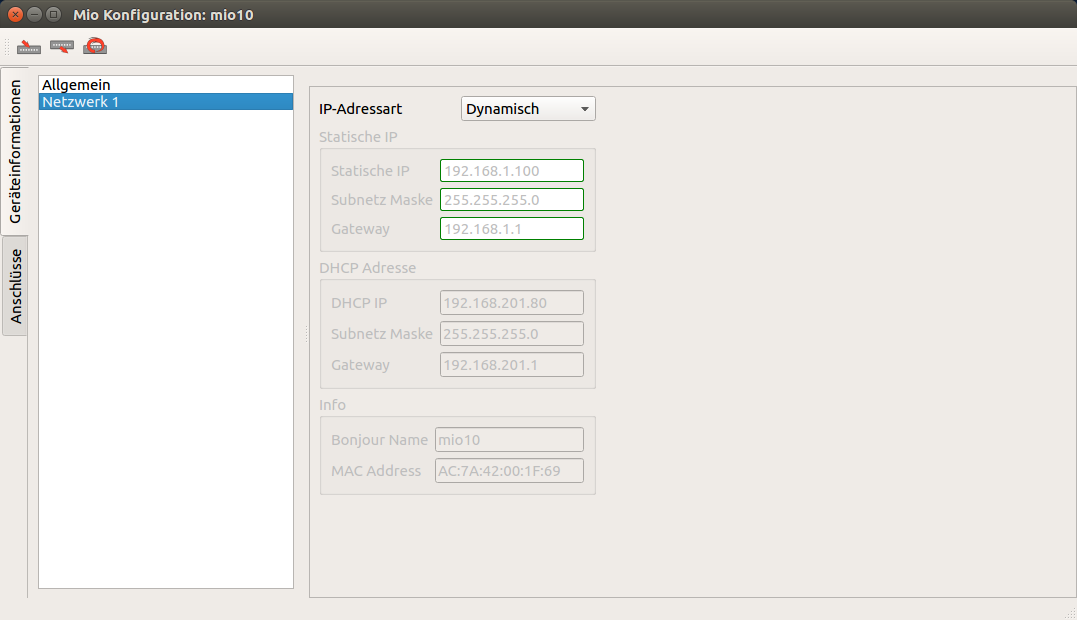 Mio Konfiguration: mio10
Geräteinformationen
Anschlüsse
Allgemein
Netzwerk 1
IP-Adressart Dynamisch
Statische IP
Statische IP 192.168.1.100
Subnetz Maske 255.255.255.0
Gateway 192.168.1.1
DHCP Adresse
DHCP IP 192.168.201.80
Subnetz Maske 255.255.255.0
Gateway 192.168.201.1
Info
Bonjour Name mio10
MAC Address AC:7A:42:00:1F:69